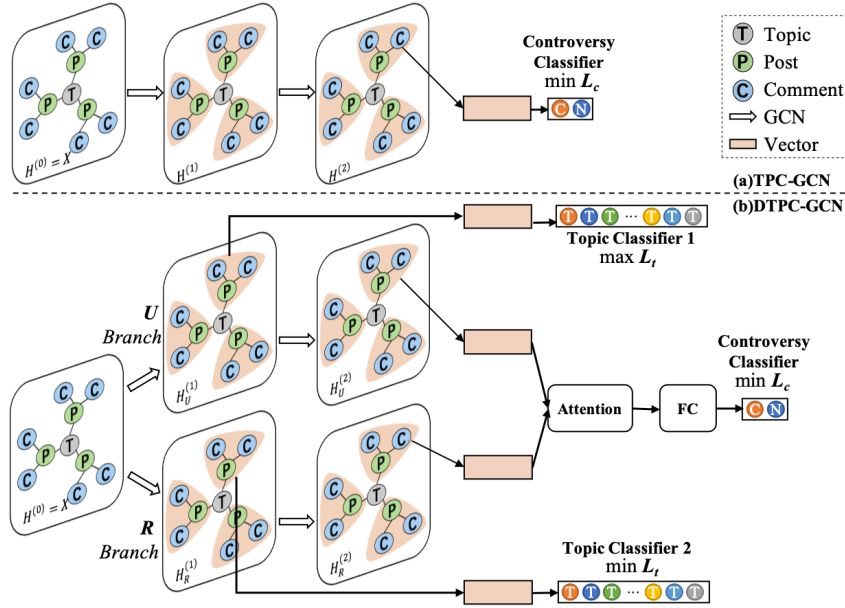 C C C P C P T P C C C
H^(0) = X
C C C P C P T P C C C
H^(1)
C C C P C P T P C C C
H^(2)
Controversy
Classifier
min L_c
C N
T Topic
P Post
C Comment
GCN
Vector
(a)TPC-GCN
(b)DTPC-GCN
T T T ··· T T T
Topic Classifier 1
max L_t
U
Branch
C C C P C P T P C C
H_U^(1)
C C C P C P T P C C
H_U^(2)
C C C P C P T P C C
H^(0) = X
Attention
FC
Controversy
Classifier
min L_c
C N
R
Branch
C C C P C P T P C C
H_R^(1)
C C C P C P T P C C
H_R^(2)
Topic Classifier 2
min L_t
T T T ··· T T T